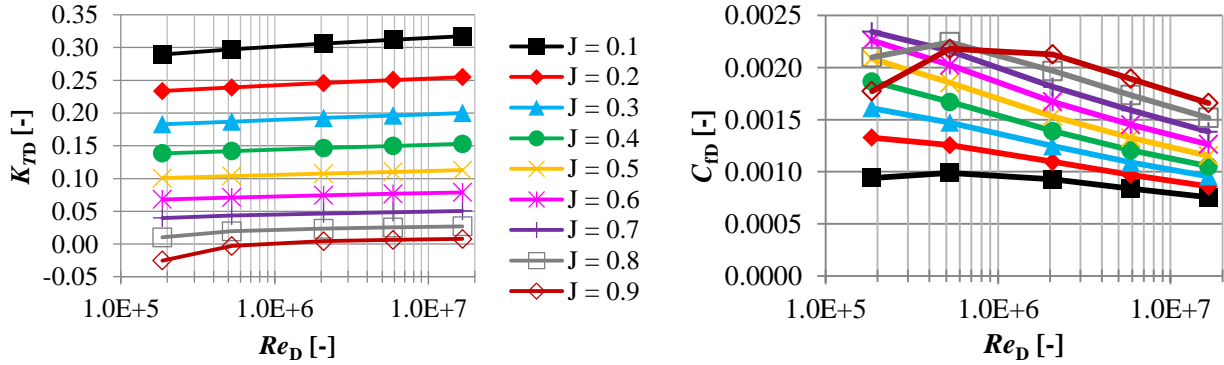 K_TD [-]
0.35
0.30
0.25
0.20
0.15
0.10
0.05
0.00
-0.05
1.0E+5 1.0E+6 1.0E+7
Re_D [-]
J = 0.1
J = 0.2
J = 0.3
J = 0.4
J = 0.5
J = 0.6
J = 0.7
J = 0.8
J = 0.9
C_fD [-]
0.0025
0.0020
0.0015
0.0010
0.0005
0.0000
1.0E+5 1.0E+6 1.0E+7
Re_D [-]